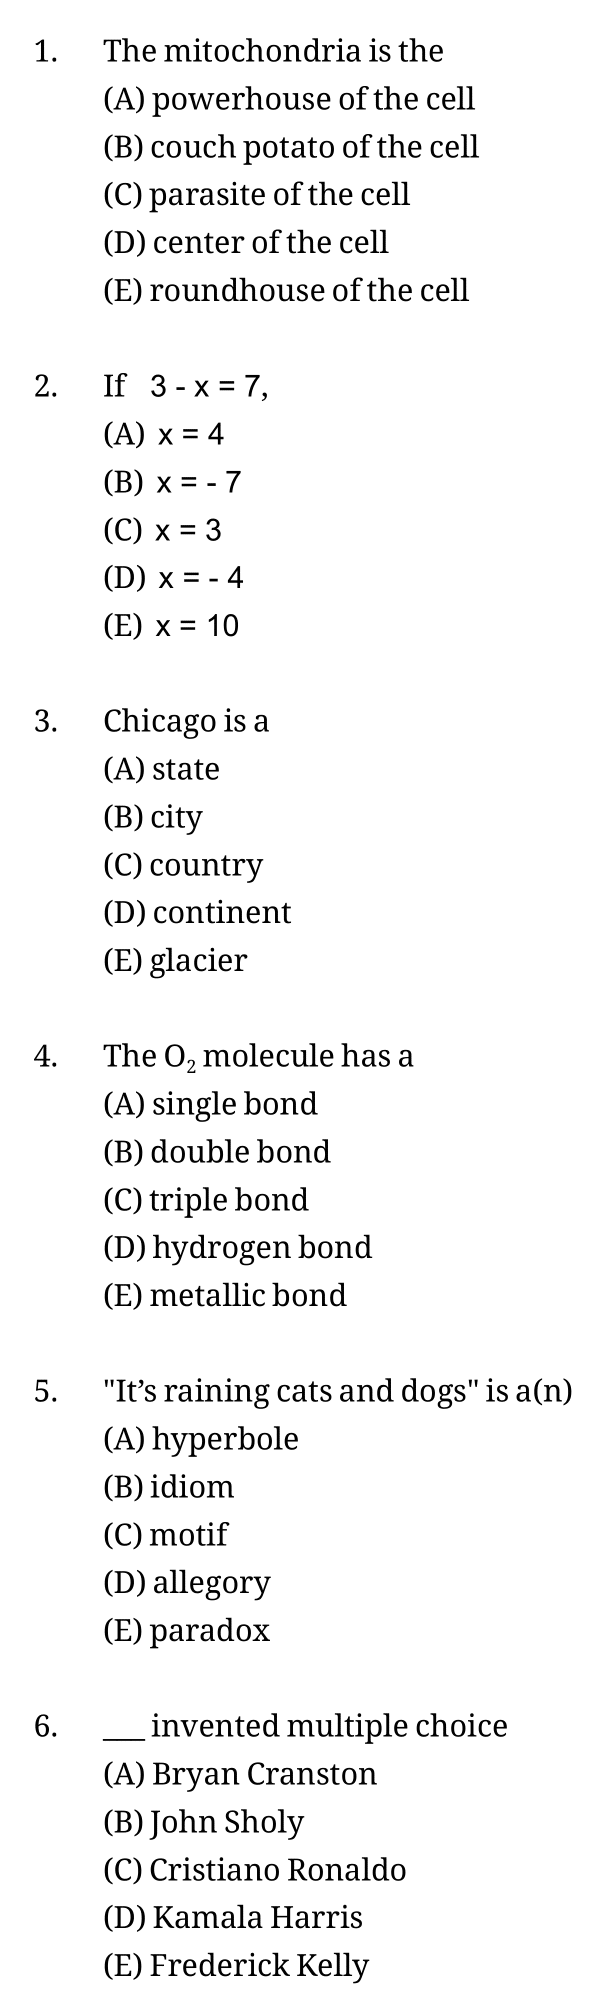 1. The mitochondria is the
(A) powerhouse of the cell
(B) couch potato of the cell
(C) parasite of the cell
(D) center of the cell
(E) roundhouse of the cell
2. If 3 - x = 7,
(A) x = 4
(B) x = - 7
(C) x = 3
(D) x = - 4
(E) x = 10
3. Chicago is a
(A) state
(B) city
(C) country
(D) continent
(E) glacier
4. The O₂ molecule has a
(A) single bond
(B) double bond
(C) triple bond
(D) hydrogen bond
(E) metallic bond
5. "It’s raining cats and dogs" is a(n)
(A) hyperbole
(B) idiom
(C) motif
(D) allegory
(E) paradox
6. ___ invented multiple choice
(A) Bryan Cranston
(B) John Sholy
(C) Cristiano Ronaldo
(D) Kamala Harris
(E) Frederick Kelly